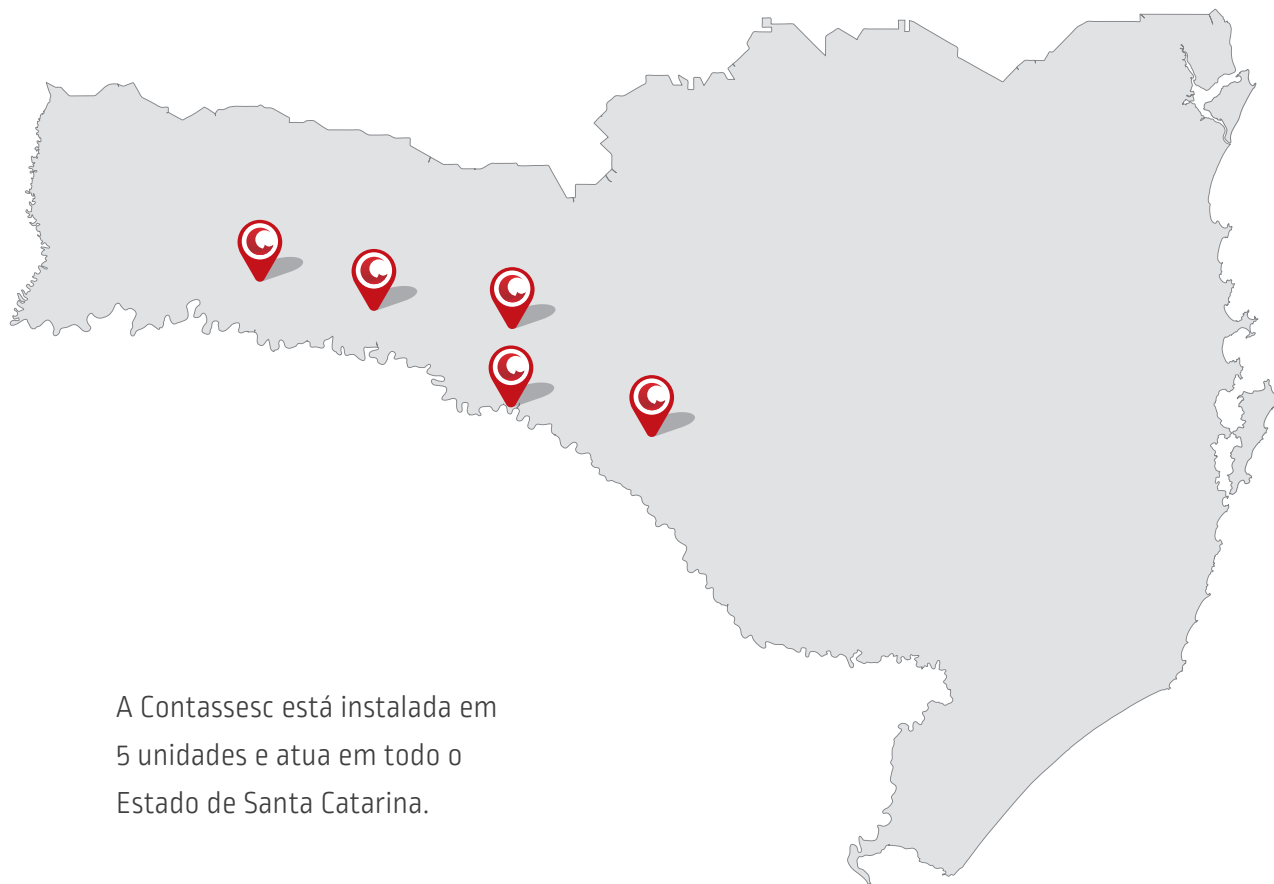 A Contassesc está instalada em
5 unidades e atua em todo o
Estado de Santa Catarina.